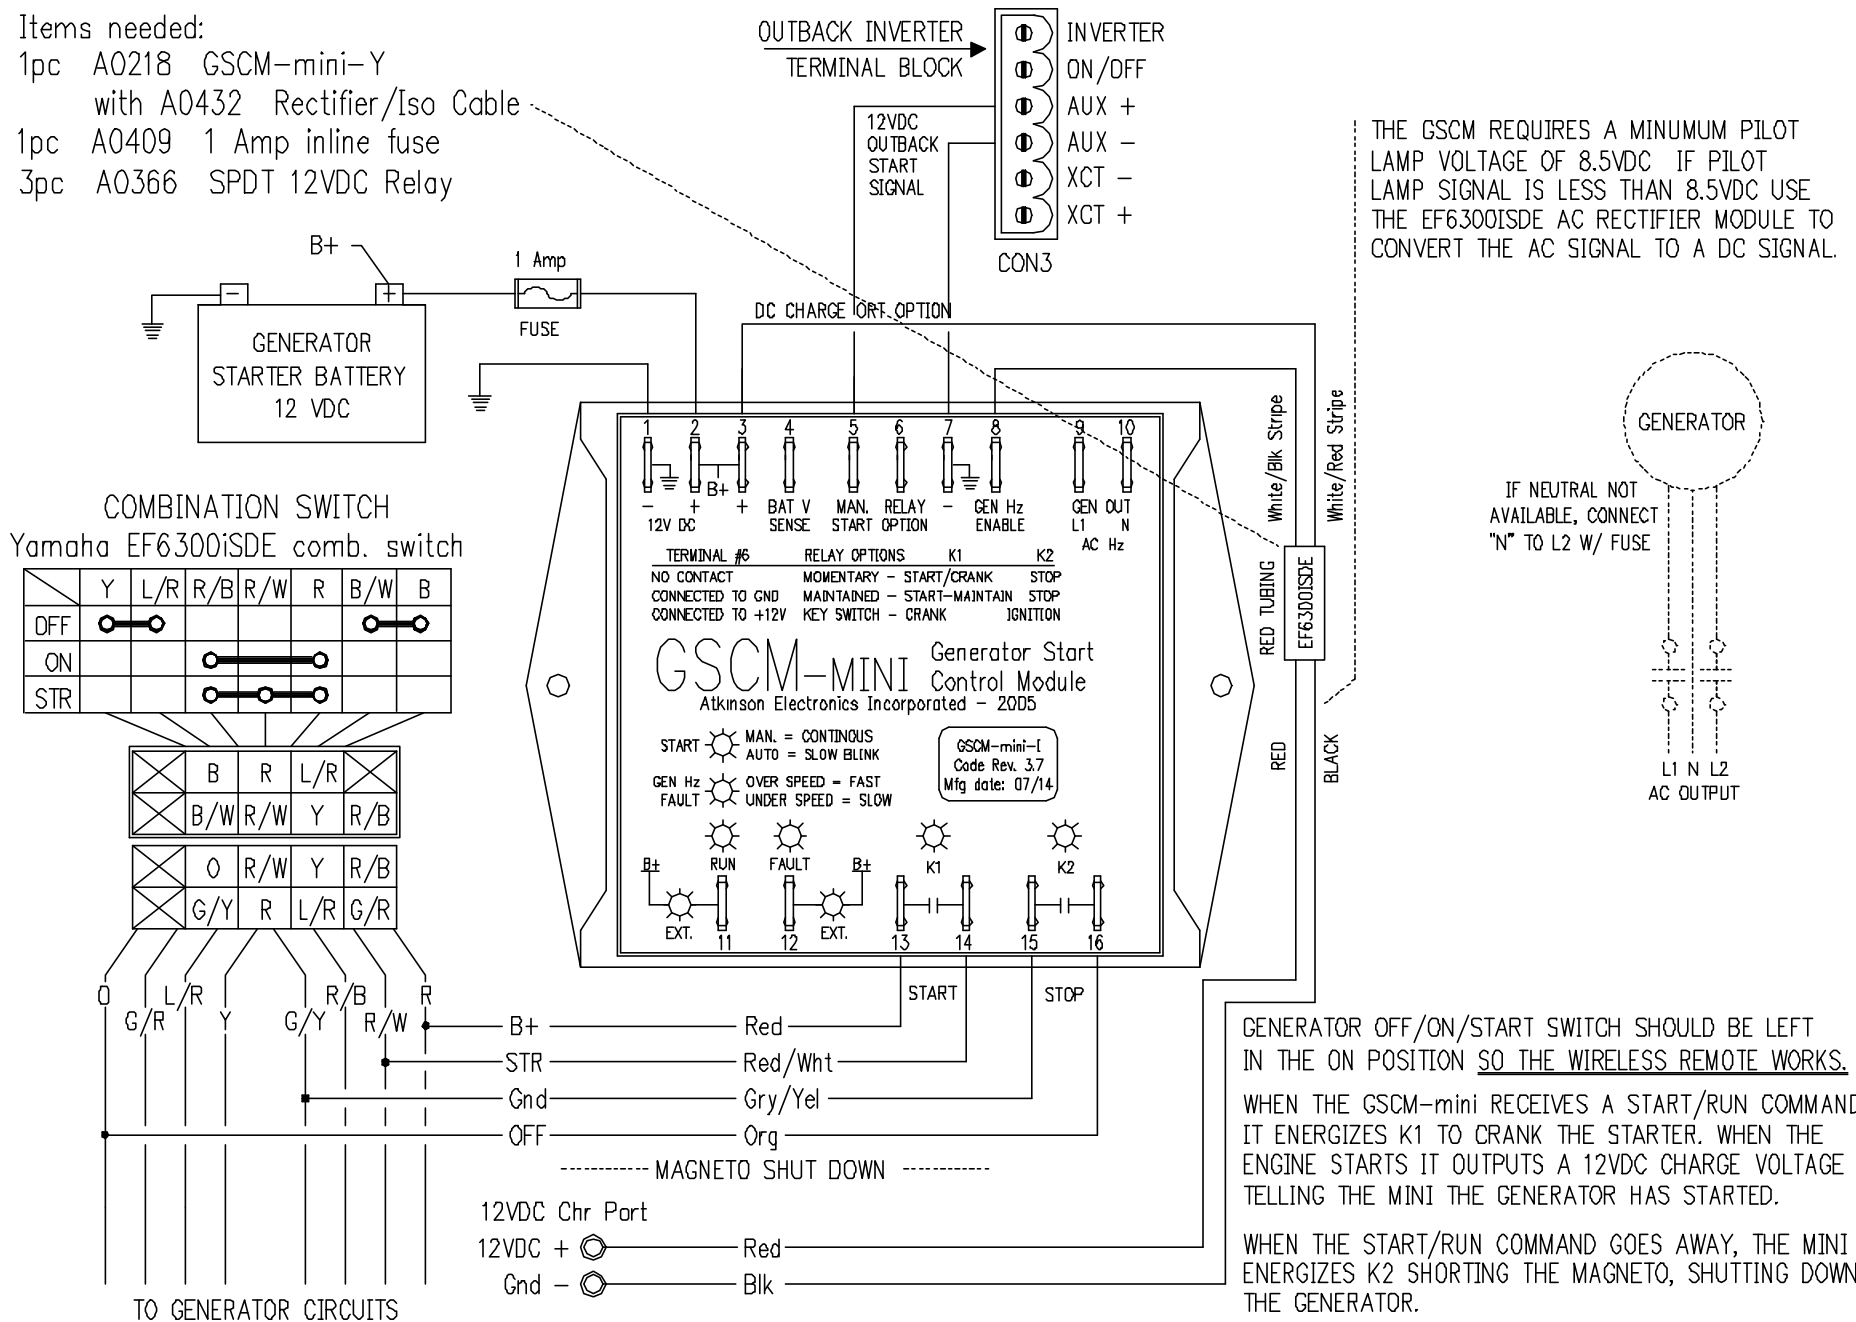 Items needed:
1pc A0218 GSCM-mini-Y
with A0432 Rectifier/Iso Cable
1pc A0409 1 Amp inline fuse
3pc A0366 SPDT 12VDC Relay
OUTBACK INVERTER
TERMINAL BLOCK
INVERTER
ON/OFF
AUX +
AUX -
XCT -
XCT +
CON3
12VDC
OUTBACK
START
SIGNAL
THE GSCM REQUIRES A MINUMUM PILOT
LAMP VOLTAGE OF 8.5VDC IF PILOT
LAMP SIGNAL IS LESS THAN 8.5VDC USE
THE EF6300ISDE AC RECTIFIER MODULE TO
CONVERT THE AC SIGNAL TO A DC SIGNAL.
B+
- +
GENERATOR
STARTER BATTERY
12 VDC
1 Amp
FUSE
DC CHARGE ORT OPTION
White/Blk Stripe
White/Red Stripe
RED TUBING
EF6300ISDE
RED
BLACK
GENERATOR
IF NEUTRAL NOT
AVAILABLE, CONNECT
"N" TO L2 W/ FUSE
L1 N L2
AC OUTPUT
1 2 3 4 5 6 7 8 9 10
B+
- + + BAT V MAN. RELAY - GEN Hz GEN OUT
12V DC SENSE START OPTION ENABLE L1 N
AC Hz
TERMINAL #6 RELAY OPTIONS K1 K2
NO CONTACT MOMENTARY - START/CRANK STOP
CONNECTED TO GND MAINTAINED - START-MAINTAIN STOP
CONNECTED TO +12V KEY SWITCH - CRANK IGNITION
GSCM-MINI Generator Start
Control Module
Atkinson Electronics Incorporated - 2005
START MAN. = CONTINOUS
AUTO = SLOW BLINK
GEN Hz OVER SPEED = FAST
FAULT UNDER SPEED = SLOW
GSCM-mini-I
Code Rev. 3.7
Mfg date: 07/14
B+ RUN FAULT B+ K1 K2
EXT. 11 12 EXT. 13 14 15 16
START STOP
COMBINATION SWITCH
Yamaha EF6300iSDE comb. switch
Y L/R R/B R/W R B/W B
OFF
ON
STR
B R L/R
B/W R/W Y R/B
O R/W Y R/B
G/Y R L/R G/R
O L/R R/B R
G/R Y G/Y R/W
B+ Red
STR Red/Wht
Gnd Gry/Yel
OFF Org
MAGNETO SHUT DOWN
12VDC Chr Port
12VDC + Red
Gnd - Blk
TO GENERATOR CIRCUITS
GENERATOR OFF/ON/START SWITCH SHOULD BE LEFT
IN THE ON POSITION SO THE WIRELESS REMOTE WORKS.
WHEN THE GSCM-mini RECEIVES A START/RUN COMMAND
IT ENERGIZES K1 TO CRANK THE STARTER. WHEN THE
ENGINE STARTS IT OUTPUTS A 12VDC CHARGE VOLTAGE
TELLING THE MINI THE GENERATOR HAS STARTED.
WHEN THE START/RUN COMMAND GOES AWAY, THE MINI
ENERGIZES K2 SHORTING THE MAGNETO, SHUTTING DOWN
THE GENERATOR.